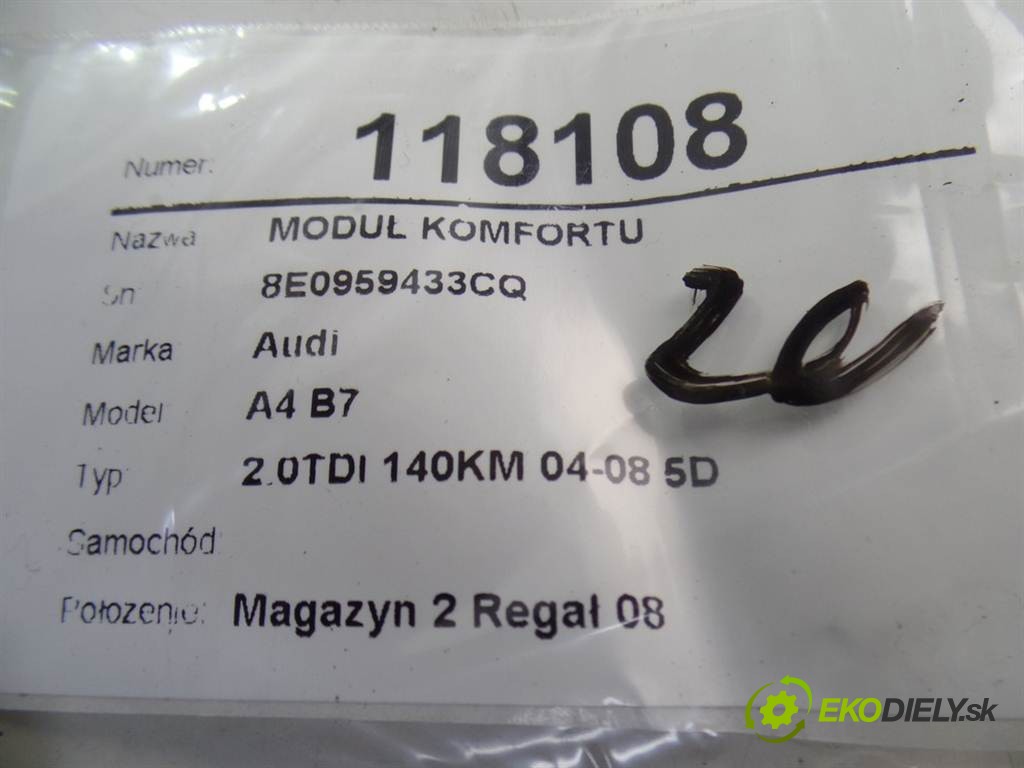 Numer: 118108
Nazwa MODUŁ KOMFORTU
Sn 8E0959433CQ
Marka Audi
Model A4 B7
Typ 2.0TDI 140KM 04-08 5D
Samochód
Położenie: Magazyn 2 Regał 08
20
EKODIELY.sk